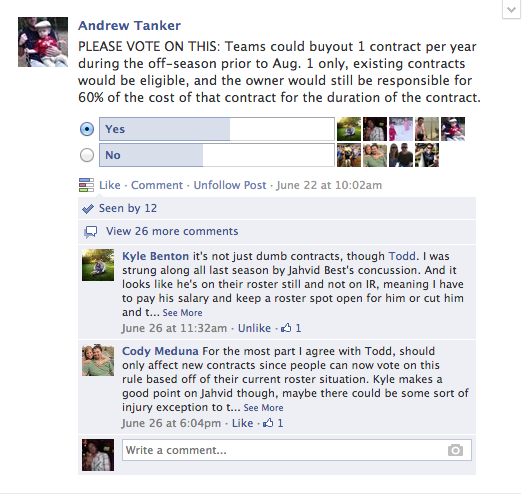 Andrew Tanker
PLEASE VOTE ON THIS: Teams could buyout 1 contract per year
during the off-season prior to Aug. 1 only, existing contracts
would be eligible, and the owner would still be responsible for
60% of the cost of that contract for the duration of the contract.
Yes
No
Like · Comment · Unfollow Post · June 22 at 10:02am
Seen by 12
View 26 more comments
Kyle Benton it's not just dumb contracts, though Todd. I was
strung along all last season by Jahvid Best's concussion. And it
looks like he's on their roster still and not on IR, meaning I have
to pay his salary and keep a roster spot open for him or cut him
and t... See More
June 26 at 11:32am · Unlike · 1
Cody Meduna For the most part I agree with Todd, should
only affect new contracts since people can now vote on this
rule based off of their current roster situation. Kyle makes a
good point on Jahvid though, maybe there could be some sort of
injury exception to t... See More
June 26 at 6:04pm · Like · 1
Write a comment...